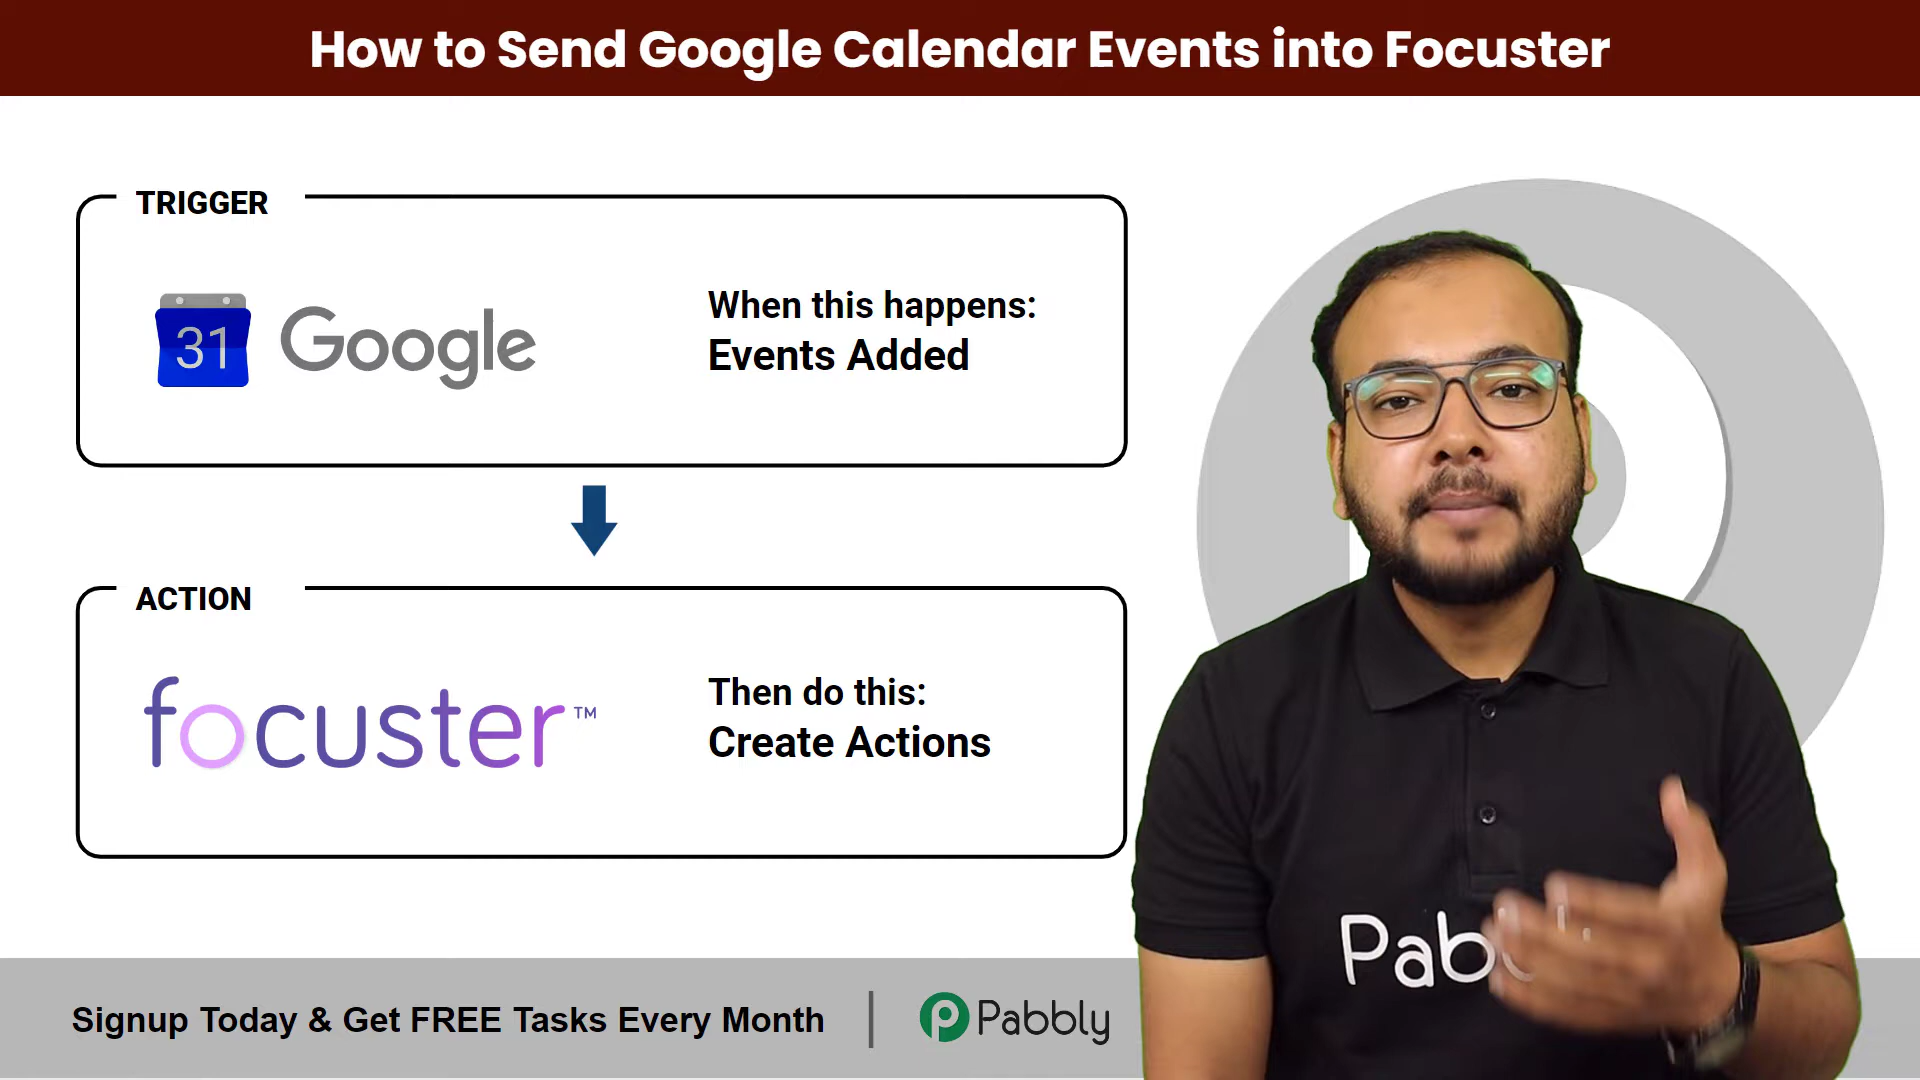 How to Send Google Calendar Events into Focuster
TRIGGER
31 Google
When this happens:
Events Added
ACTION
focuster™
Then do this:
Create Actions
Pab
Signup Today & Get FREE Tasks Every Month
Pabbly